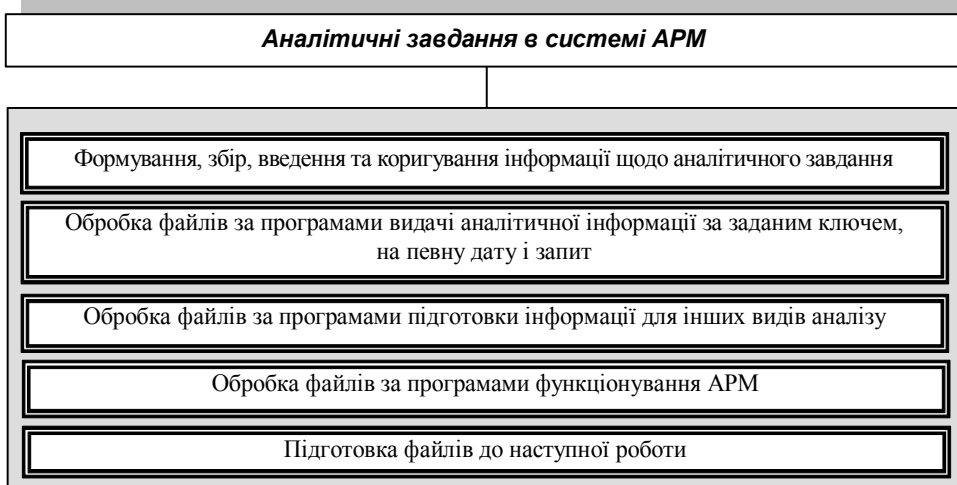 Аналітичні завдання в системі АРМ
Формування, збір, введення та коригування інформації щодо аналітичного завдання
Обробка файлів за програмами видачі аналітичної інформації за заданим ключем,
на певну дату і запит
Обробка файлів за програмами підготовки інформації для інших видів аналізу
Обробка файлів за програмами функціонування АРМ
Підготовка файлів до наступної роботи